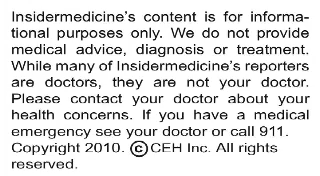 Insidermedicine's content is for informa-
tional purposes only. We do not provide
medical advice, diagnosis or treatment.
While many of Insidermedicine's reporters
are doctors, they are not your doctor.
Please contact your doctor about your
health concerns. If you have a medical
emergency see your doctor or call 911.
Copyright 2010. ©CEH Inc. All rights
reserved.